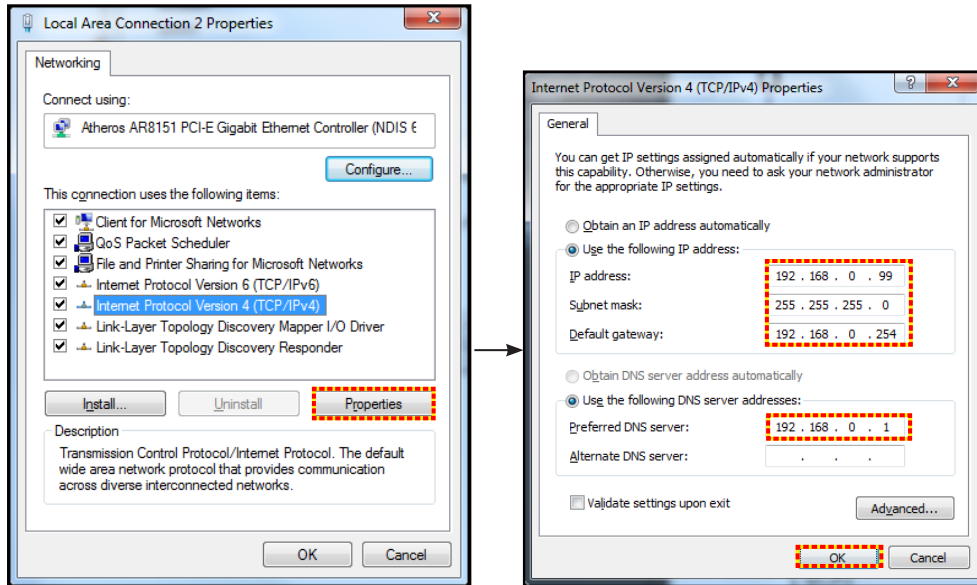 Local Area Connection 2 Properties
Networking
Connect using:
Atheros AR8151 PCI-E Gigabit Ethernet Controller (NDIS 6
Configure...
This connection uses the following items:
Client for Microsoft Networks
QoS Packet Scheduler
File and Printer Sharing for Microsoft Networks
Internet Protocol Version 6 (TCP/IPv6)
Internet Protocol Version 4 (TCP/IPv4)
Link-Layer Topology Discovery Mapper I/O Driver
Link-Layer Topology Discovery Responder
Install...
Uninstall
Properties
Description
Transmission Control Protocol/Internet Protocol. The default
wide area network protocol that provides communication
across diverse interconnected networks.
OK
Cancel
Internet Protocol Version 4 (TCP/IPv4) Properties
General
You can get IP settings assigned automatically if your network supports
this capability. Otherwise, you need to ask your network administrator
for the appropriate IP settings.
Obtain an IP address automatically
Use the following IP address:
IP address: 192 . 168 . 0 . 99
Subnet mask: 255 . 255 . 255 . 0
Default gateway: 192 . 168 . 0 . 254
Obtain DNS server address automatically
Use the following DNS server addresses:
Preferred DNS server: 192 . 168 . 0 . 1
Alternate DNS server: . . .
Validate settings upon exit
Advanced...
OK
Cancel